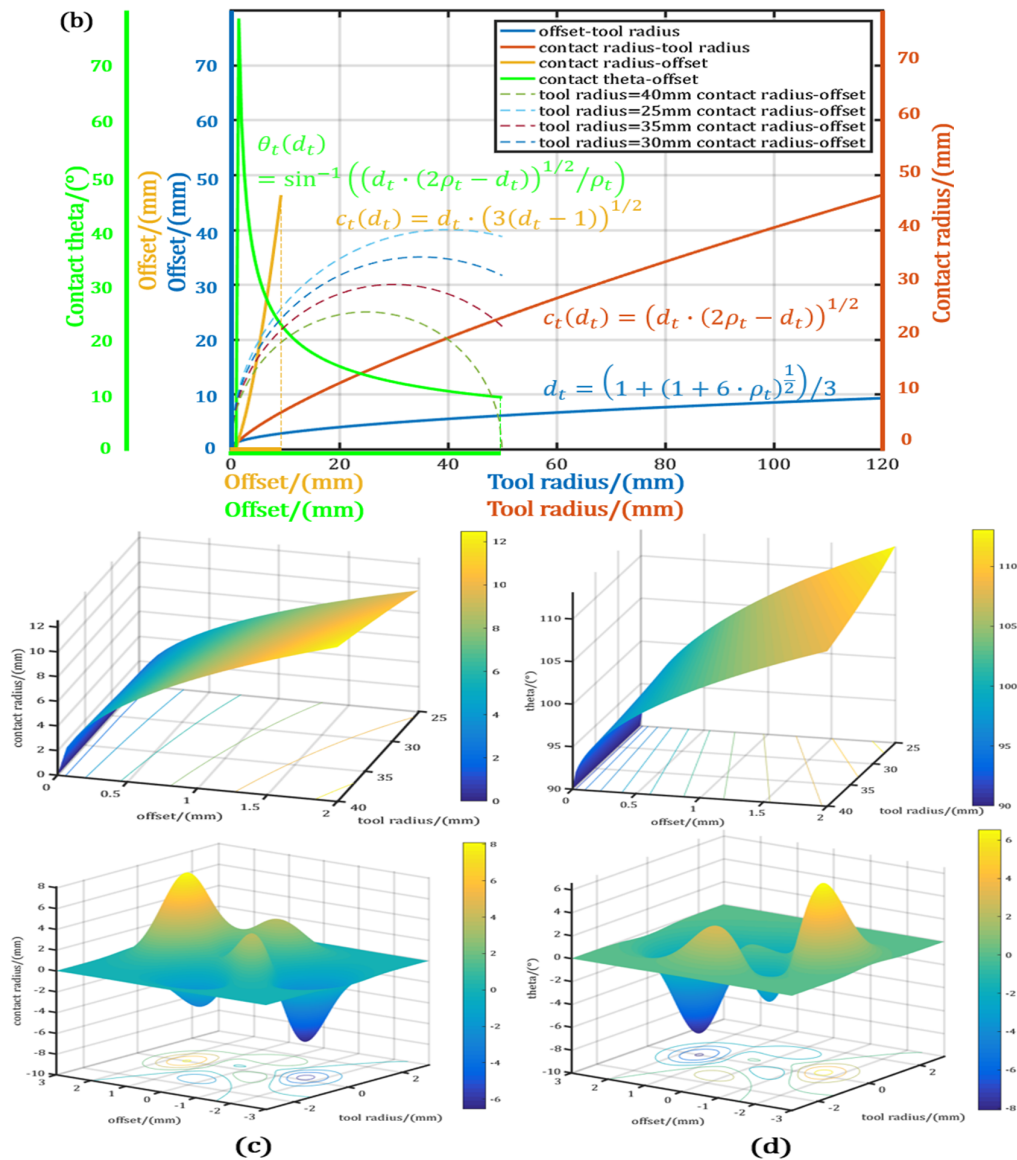 (b)
offset-tool radius
contact radius-tool radius
contact radius-offset
contact theta-offset
tool radius=40mm contact radius-offset
tool radius=25mm contact radius-offset
tool radius=35mm contact radius-offset
tool radius=30mm contact radius-offset
θₜ(dₜ)
= sin⁻¹((dₜ·(2ρₜ − dₜ))^1/2/ρₜ)
cₜ(dₜ) = dₜ·(3(dₜ−1))^1/2
cₜ(dₜ) = (dₜ·(2ρₜ − dₜ))^1/2
dₜ = (1 + (1 + 6·ρₜ)^1/2)/3
Contact theta/(°)
70
60
50
40
30
20
10
0
Offset/(mm)
Offset/(mm)
70
60
50
40
30
20
10
0
Contact radius/(mm)
70
60
50
40
30
20
10
0
0 20 40 60 80 100 120
Offset/(mm) Tool radius/(mm)
Offset/(mm) Tool radius/(mm)
contact radius/(mm)
12
10
8
6
4
2
0
0 0.5 1 1.5 2
offset/(mm)
25
30
35
40
tool radius/(mm)
12
10
8
6
4
2
0
theta/(°)
110
105
100
95
90
0 0.5 1 1.5 2
offset/(mm)
25
30
35
40
tool radius/(mm)
110
105
100
95
90
contact radius/(mm)
8
6
4
2
0
-2
-4
-6
-8
-10
3 2 1 0 -1 -2 -3
offset/(mm)
-2 0 2
tool radius/(mm)
8
6
4
2
0
-2
-4
-6
theta/(°)
6
4
2
0
-2
-4
-6
-8
-10
3 2 1 0 -1 -2 -3
offset/(mm)
-2 0 2
tool radius/(mm)
6
4
2
0
-2
-4
-6
-8
(c) (d)